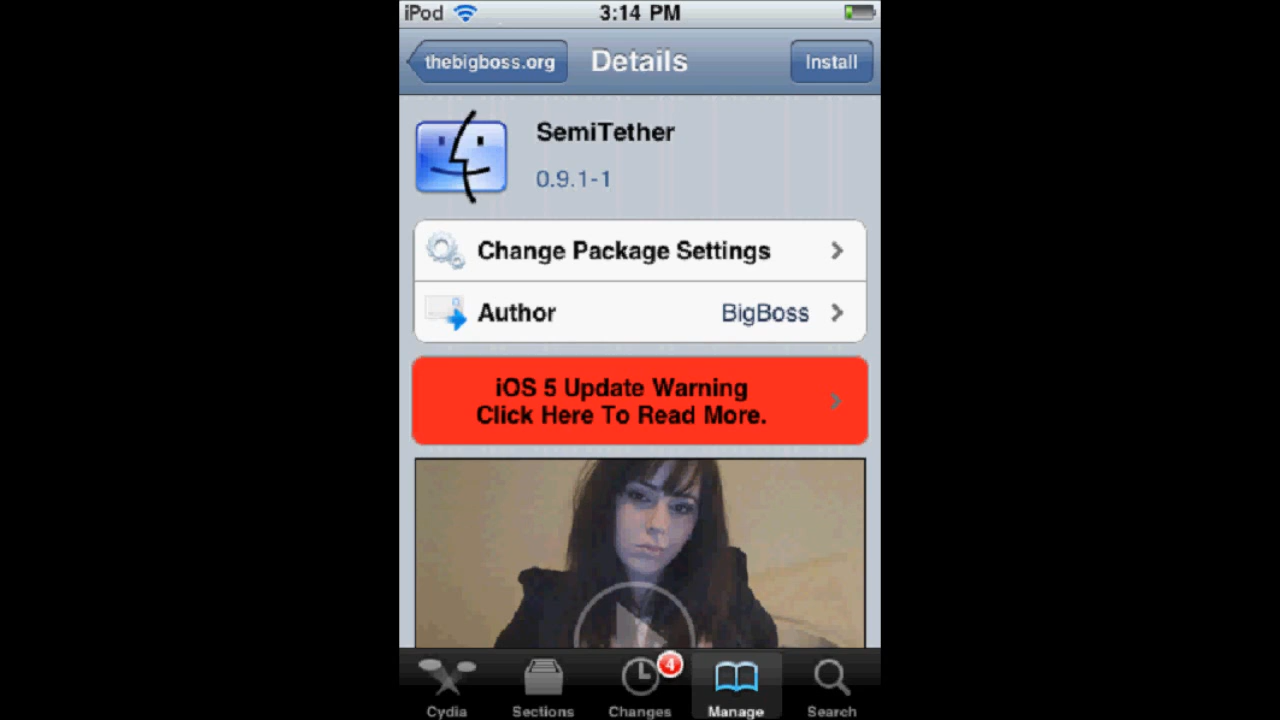 iPod 3:14 PM
thebigboss.org Details Install
SemiTether
0.9.1-1
Change Package Settings
Author BigBoss
iOS 5 Update Warning
Click Here To Read More.
4
Cydia Sections Changes Manage Search